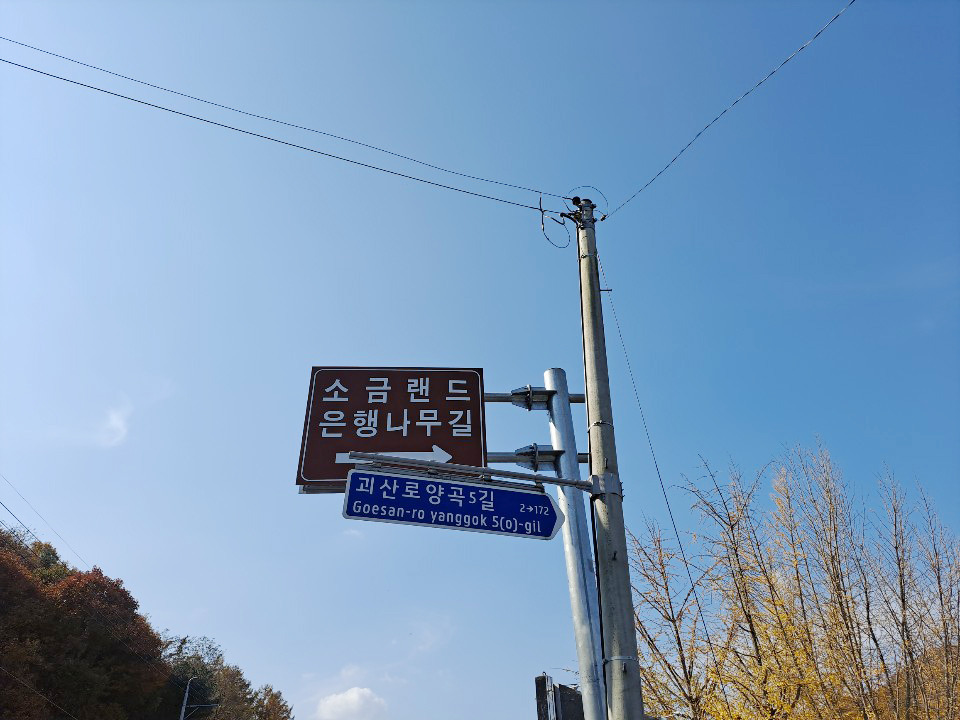 소금랜드
은행나무길
괴산로양곡5길
2→172
Goesan-ro yanggok 5(o)-gil